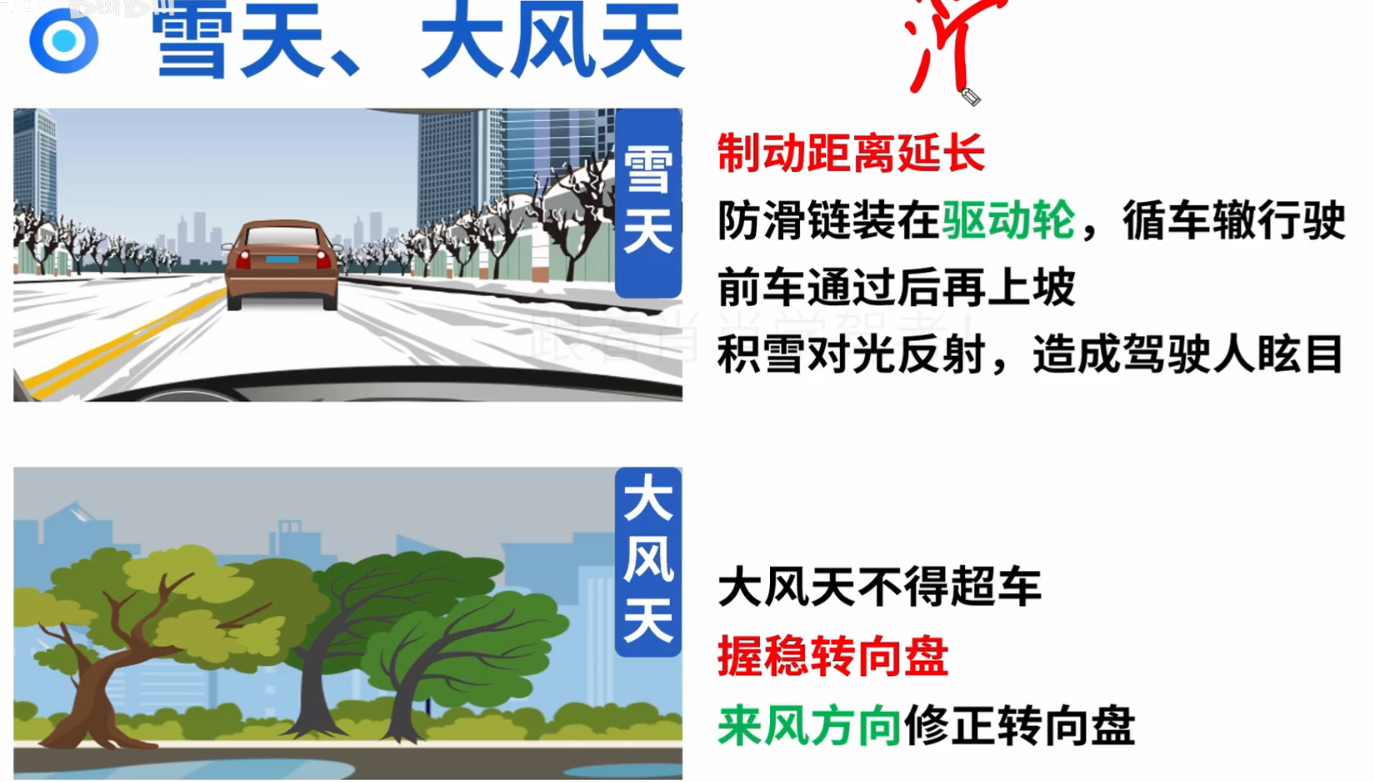 雪天、大风天
雪天
制动距离延长
防滑链装在驱动轮，循车辙行驶
前车通过后再上坡
积雪对光反射，造成驾驶人眩目
大风天
大风天不得超车
握稳转向盘
来风方向修正转向盘